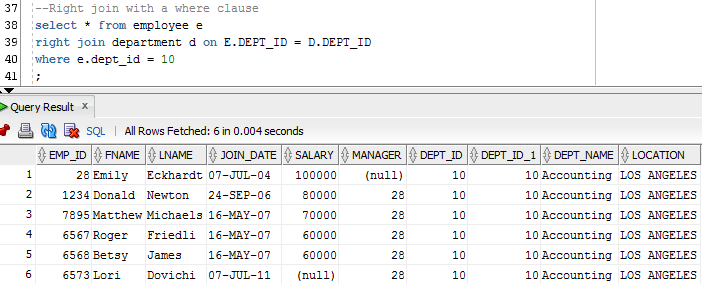 37 --Right join with a where clause
38 select * from employee e
39 right join department d on E.DEPT_ID = D.DEPT_ID
40 where e.dept_id = 10
41 ;
Query Result x
SQL | All Rows Fetched: 6 in 0.004 seconds
EMP_ID FNAME LNAME JOIN_DATE SALARY MANAGER DEPT_ID DEPT_ID_1 DEPT_NAME LOCATION
1 28 Emily Eckhardt 07-JUL-04 100000 (null) 10 10 Accounting LOS ANGELES
2 1234 Donald Newton 24-SEP-06 80000 28 10 10 Accounting LOS ANGELES
3 7895 Matthew Michaels 16-MAY-07 70000 28 10 10 Accounting LOS ANGELES
4 6567 Roger Friedli 16-MAY-07 60000 28 10 10 Accounting LOS ANGELES
5 6568 Betsy James 16-MAY-07 60000 28 10 10 Accounting LOS ANGELES
6 6573 Lori Dovichi 07-JUL-11 (null) 28 10 10 Accounting LOS ANGELES